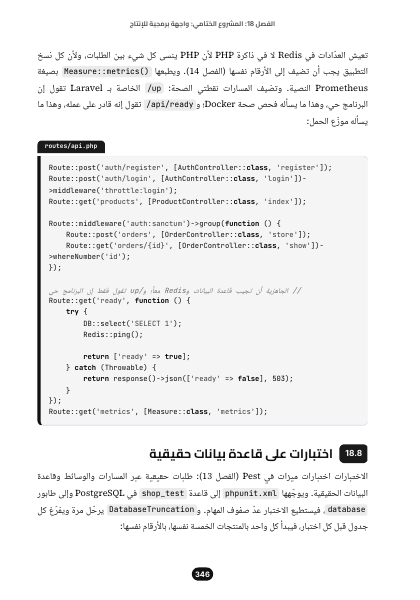 الفصل 18: المشروع الختامي: واجهة برمجية للإنتاج
تعيش العدادات في Redis لا في ذاكرة PHP لأن PHP ينسى كل شيء بين الطلبات، ولأن كل نسخ
التطبيق يجب أن تضيف إلى الأرقام نفسها (الفصل 14). ويطبعها Measure::metrics() بصيغة
Prometheus النصية. وتضيف المسارات نقطتي الصحة: /up الخاصة بـ Laravel تقول إن
البرنامج حي، وهذا ما يسأله فحص صحة Docker؛ و /api/ready تقول إنه قادر على عمله، وهذا ما
يسأله موزّع الحمل:
routes/api.php
Route::post('auth/register', [AuthController::class, 'register']);
Route::post('auth/login', [AuthController::class, 'login'])-
>middleware('throttle:login');
Route::get('products', [ProductController::class, 'index']);
Route::middleware('auth:sanctum')->group(function () {
Route::post('orders', [OrderController::class, 'store']);
Route::get('orders/{id}', [OrderController::class, 'show'])-
>whereNumber('id');
});
// الجاهزية أن تجيب قاعدة البيانات وRedis معاً؛ و/up تقول فقط إن البرنامج حي
Route::get('ready', function () {
try {
DB::select('SELECT 1');
Redis::ping();
return ['ready' => true];
} catch (Throwable) {
return response()->json(['ready' => false], 503);
}
});
Route::get('metrics', [Measure::class, 'metrics']);
18.8 اختبارات على قاعدة بيانات حقيقية
الاختبارات اختبارات ميزات في Pest (الفصل 13): طلبات حقيقية عبر المسارات والوسائط وقاعدة
البيانات الحقيقية. ويوجّهها phpunit.xml إلى قاعدة shop_test في PostgreSQL وإلى طابور
database، فيستطيع الاختبار عدّ صفوف المهام. و DatabaseTruncation يرحّل مرة ويفرّغ كل
جدول قبل كل اختبار، فيبدأ كل واحد بالمنتجات الخمسة نفسها، بالأرقام نفسها:
346